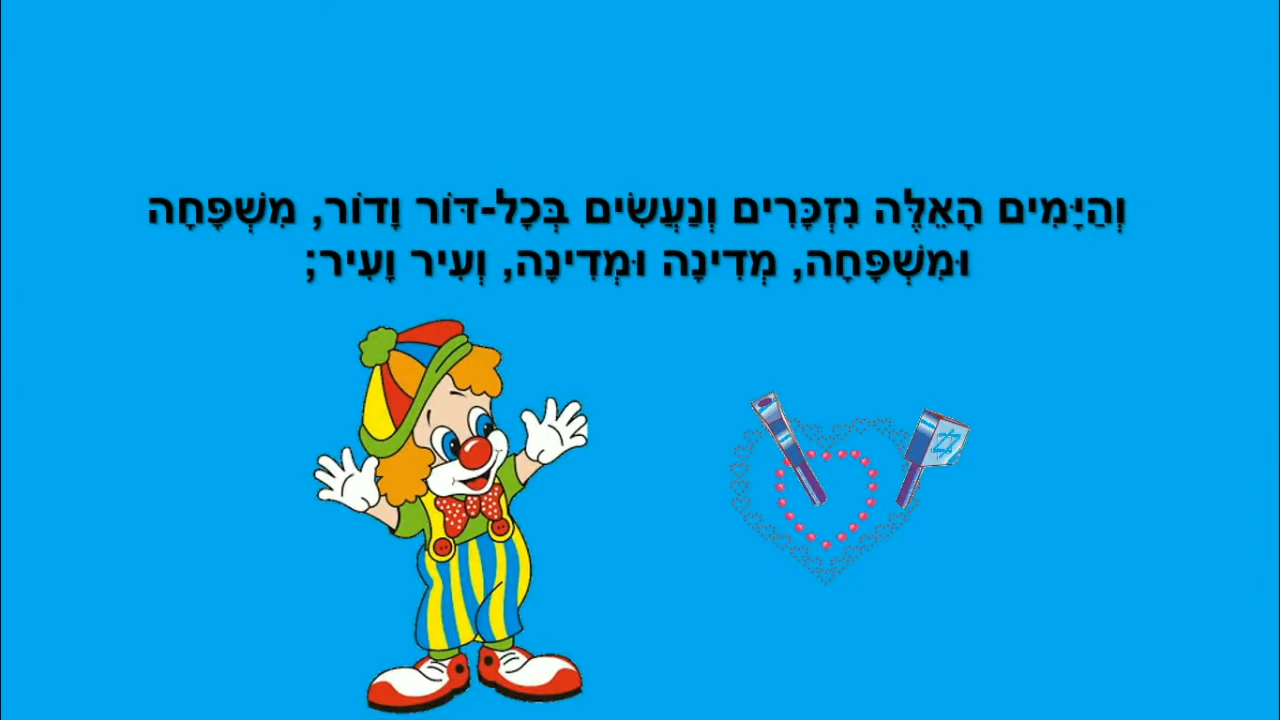 וְהַיָּמִים הָאֵלֶּה נִזְכָּרִים וְנַעֲשִׂים בְּכָל-דּוֹר וָדוֹר, מִשְׁפָּחָה
וּמִשְׁפָּחָה, מְדִינָה וּמְדִינָה, וְעִיר וָעִיר;